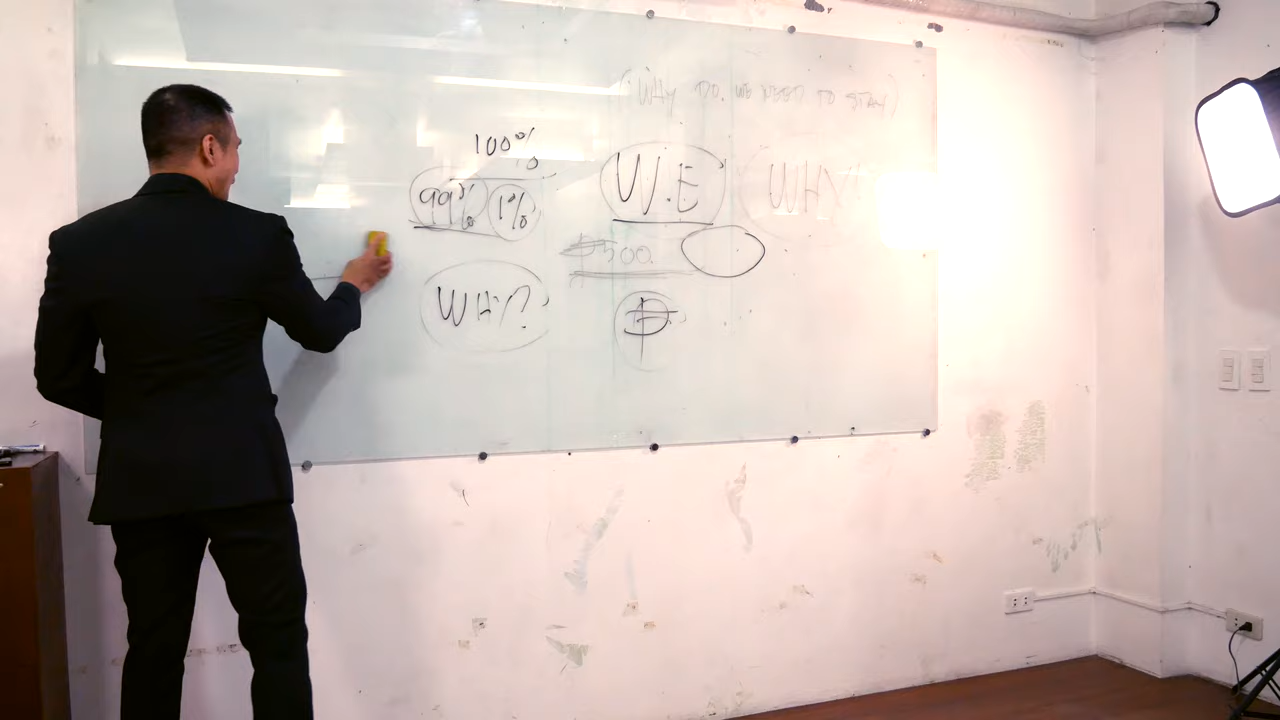 (WHY DO WE NEED TO STAY)
100%
99% 1%
W.E
WHY?
₱500.
WHY?
₱